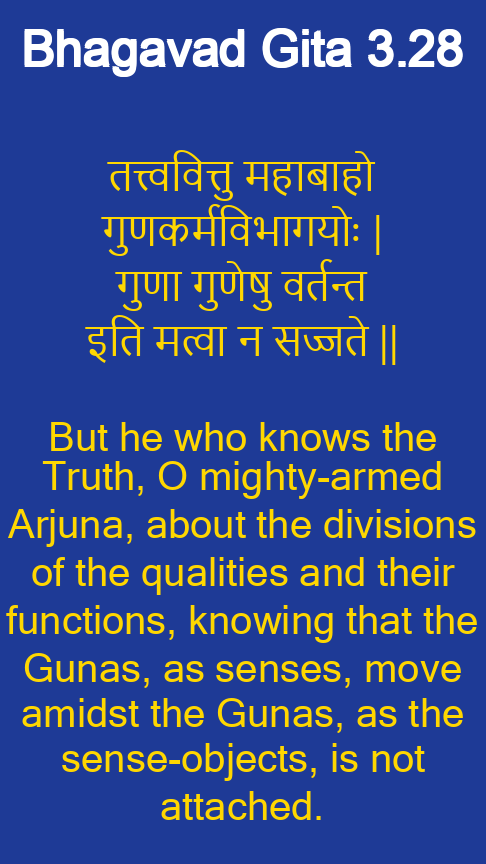 Bhagavad Gita 3.28
तत्त्ववित्तु महाबाहो
गुणकर्मविभागयोः |
गुणा गुणेषु वर्तन्त
इति मत्वा न सज्जते ||
But he who knows the
Truth, O mighty-armed
Arjuna, about the divisions
of the qualities and their
functions, knowing that the
Gunas, as senses, move
amidst the Gunas, as the
sense-objects, is not
attached.